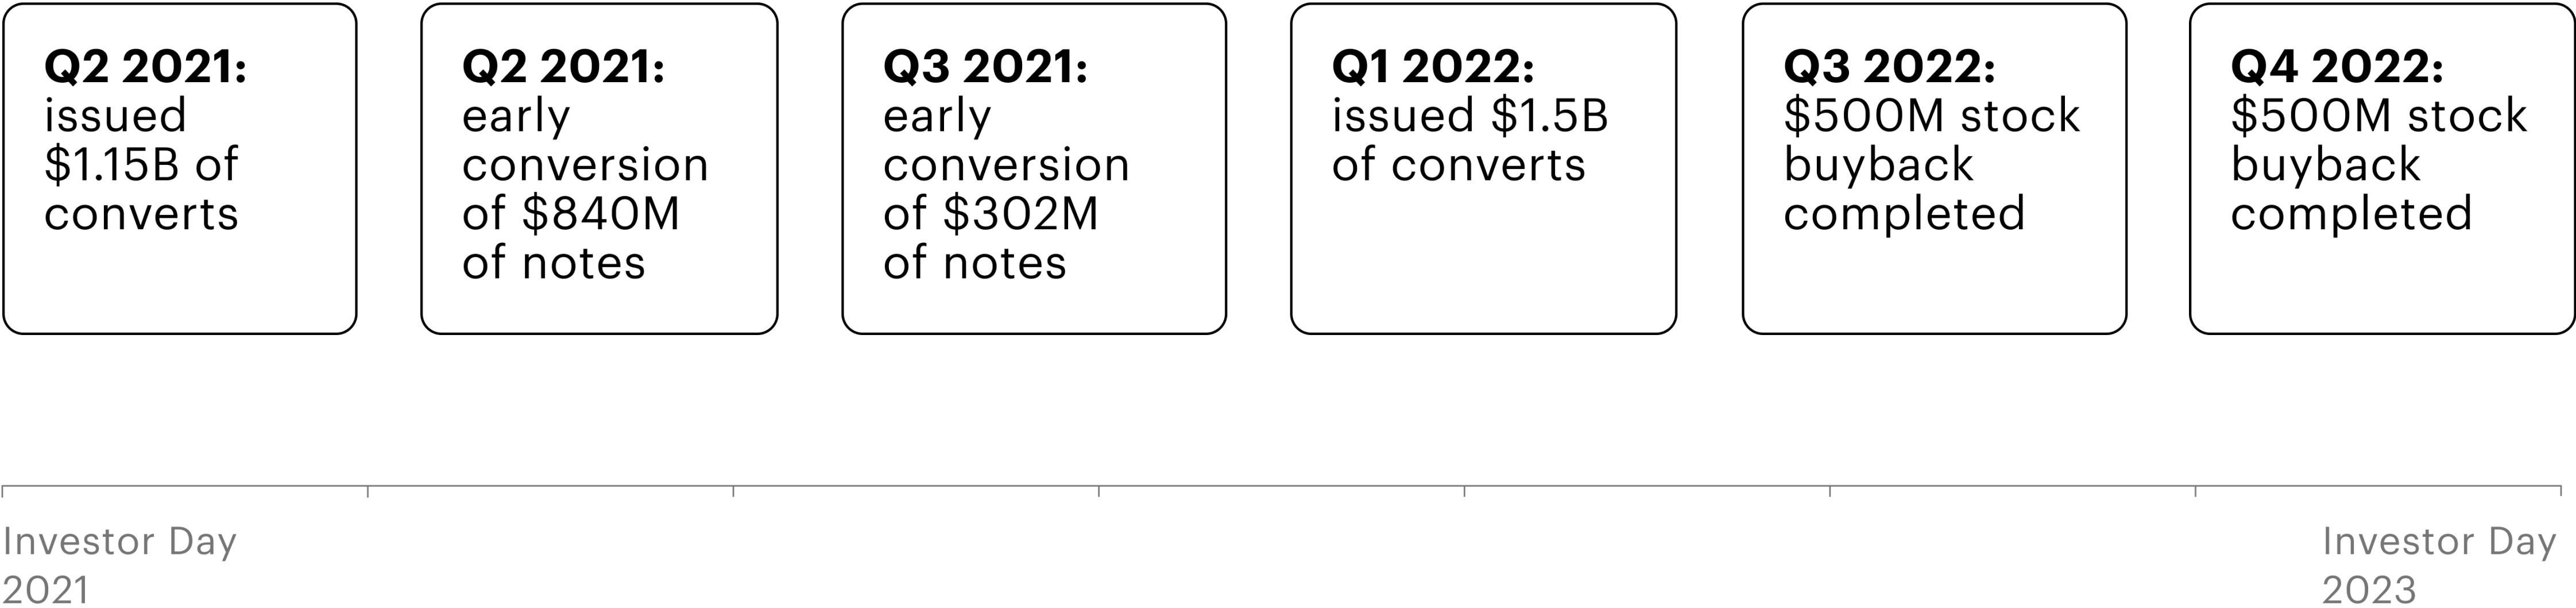 Q2 2021:
issued
$1.15B of
converts
Q2 2021:
early
conversion
of $840M
of notes
Q3 2021:
early
conversion
of $302M
of notes
Q1 2022:
issued $1.5B
of converts
Q3 2022:
$500M stock
buyback
completed
Q4 2022:
$500M stock
buyback
completed
Investor Day
2021
Investor Day
2023